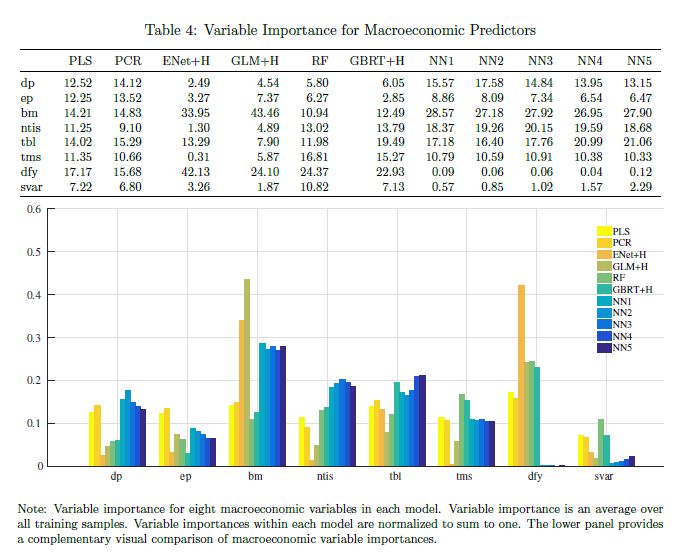 Table 4: Variable Importance for Macroeconomic Predictors
PLS PCR ENet+H GLM+H RF GBRT+H NN1 NN2 NN3 NN4 NN5
dp 12.52 14.12 2.49 4.54 5.80 6.05 15.57 17.58 14.84 13.95 13.15
ep 12.25 13.52 3.27 7.37 6.27 2.85 8.86 8.09 7.34 6.54 6.47
bm 14.21 14.83 33.95 43.46 10.94 12.49 28.57 27.18 27.92 26.95 27.90
ntis 11.25 9.10 1.30 4.89 13.02 13.79 18.37 19.26 20.15 19.59 18.68
tbl 14.02 15.29 13.29 7.90 11.98 19.49 17.18 16.40 17.76 20.99 21.06
tms 11.35 10.66 0.31 5.87 16.81 15.27 10.79 10.59 10.91 10.38 10.33
dfy 17.17 15.68 42.13 24.10 24.37 22.93 0.09 0.06 0.06 0.04 0.12
svar 7.22 6.80 3.26 1.87 10.82 7.13 0.57 0.85 1.02 1.57 2.29
0.6
0.5
0.4
0.3
0.2
0.1
0
PLS
PCR
ENet+H
GLM+H
RF
GBRT+H
NN1
NN2
NN3
NN4
NN5
dp ep bm ntis tbl tms dfy svar
Note: Variable importance for eight macroeconomic variables in each model. Variable importance is an average over
all training samples. Variable importances within each model are normalized to sum to one. The lower panel provides
a complementary visual comparison of macroeconomic variable importances.